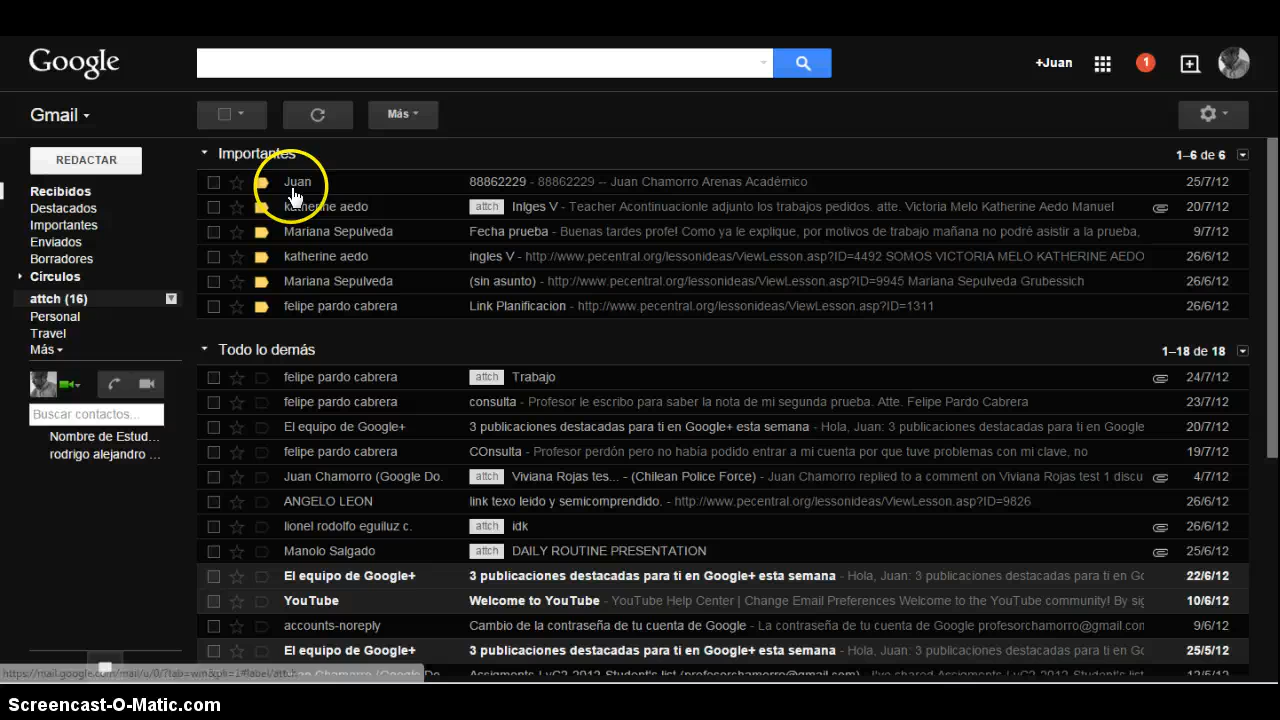 Google
+Juan
1
Gmail
Más
REDACTAR
Importantes
1–6 de 6
Recibidos
Destacados
Importantes
Enviados
Borradores
Círculos
attch (16)
Personal
Travel
Más
Buscar contactos...
Nombre de Estud...
rodrigo alejandro ...
Juan 88862229 - 88862229 -- Juan Chamorro Arenas Académico 25/7/12
katherine aedo attch Inlges V - Teacher Acontinuacionle adjunto los trabajos pedidos. atte. Victoria Melo Katherine Aedo Manuel 20/7/12
Mariana Sepulveda Fecha prueba - Buenas tardes profe! Como ya le explique, por motivos de trabajo mañana no podré asistir a la prueba, 9/7/12
katherine aedo ingles V - http://www.pecentral.org/lessonideas/ViewLesson.asp?ID=4492 SOMOS VICTORIA MELO KATHERINE AEDO 26/6/12
Mariana Sepulveda (sin asunto) - http://www.pecentral.org/lessonideas/ViewLesson.asp?ID=9945 Mariana Sepulveda Grubessich 26/6/12
felipe pardo cabrera Link Planificacion - http://www.pecentral.org/lessonideas/ViewLesson.asp?ID=1311 26/6/12
Todo lo demás
1–18 de 18
felipe pardo cabrera attch Trabajo 24/7/12
felipe pardo cabrera consulta - Profesor le escribo para saber la nota de mi segunda prueba. Atte. Felipe Pardo Cabrera 23/7/12
El equipo de Google+ 3 publicaciones destacadas para ti en Google+ esta semana - Hola, Juan: 3 publicaciones destacadas para ti en Google 20/7/12
felipe pardo cabrera COnsulta - Profesor perdón pero no había podido entrar a mi cuenta por que tuve problemas con mi clave, no 19/7/12
Juan Chamorro (Google Do. attch Viviana Rojas tes... - (Chilean Police Force) - Juan Chamorro replied to a comment on Viviana Rojas test 1 discu 4/7/12
ANGELO LEON link texo leido y semicomprendido. - http://www.pecentral.org/lessonideas/ViewLesson.asp?ID=9826 26/6/12
lionel rodolfo eguiluz c. attch idk 26/6/12
Manolo Salgado attch DAILY ROUTINE PRESENTATION 25/6/12
El equipo de Google+ 3 publicaciones destacadas para ti en Google+ esta semana - Hola, Juan: 3 publicaciones destacadas para ti en Gc 22/6/12
YouTube Welcome to YouTube - YouTube Help Center | Change Email Preferences Welcome to the YouTube community! By sig 10/6/12
accounts-noreply Cambio de la contraseña de tu cuenta de Google - La contraseña de tu cuenta de Google profesorchamorro@gmail.con 9/6/12
El equipo de Google+ 3 publicaciones destacadas para ti en Google+ esta semana - Hola, Juan: 3 publicaciones destacadas para ti en Gc 25/5/12
Screencast-O-Matic.com